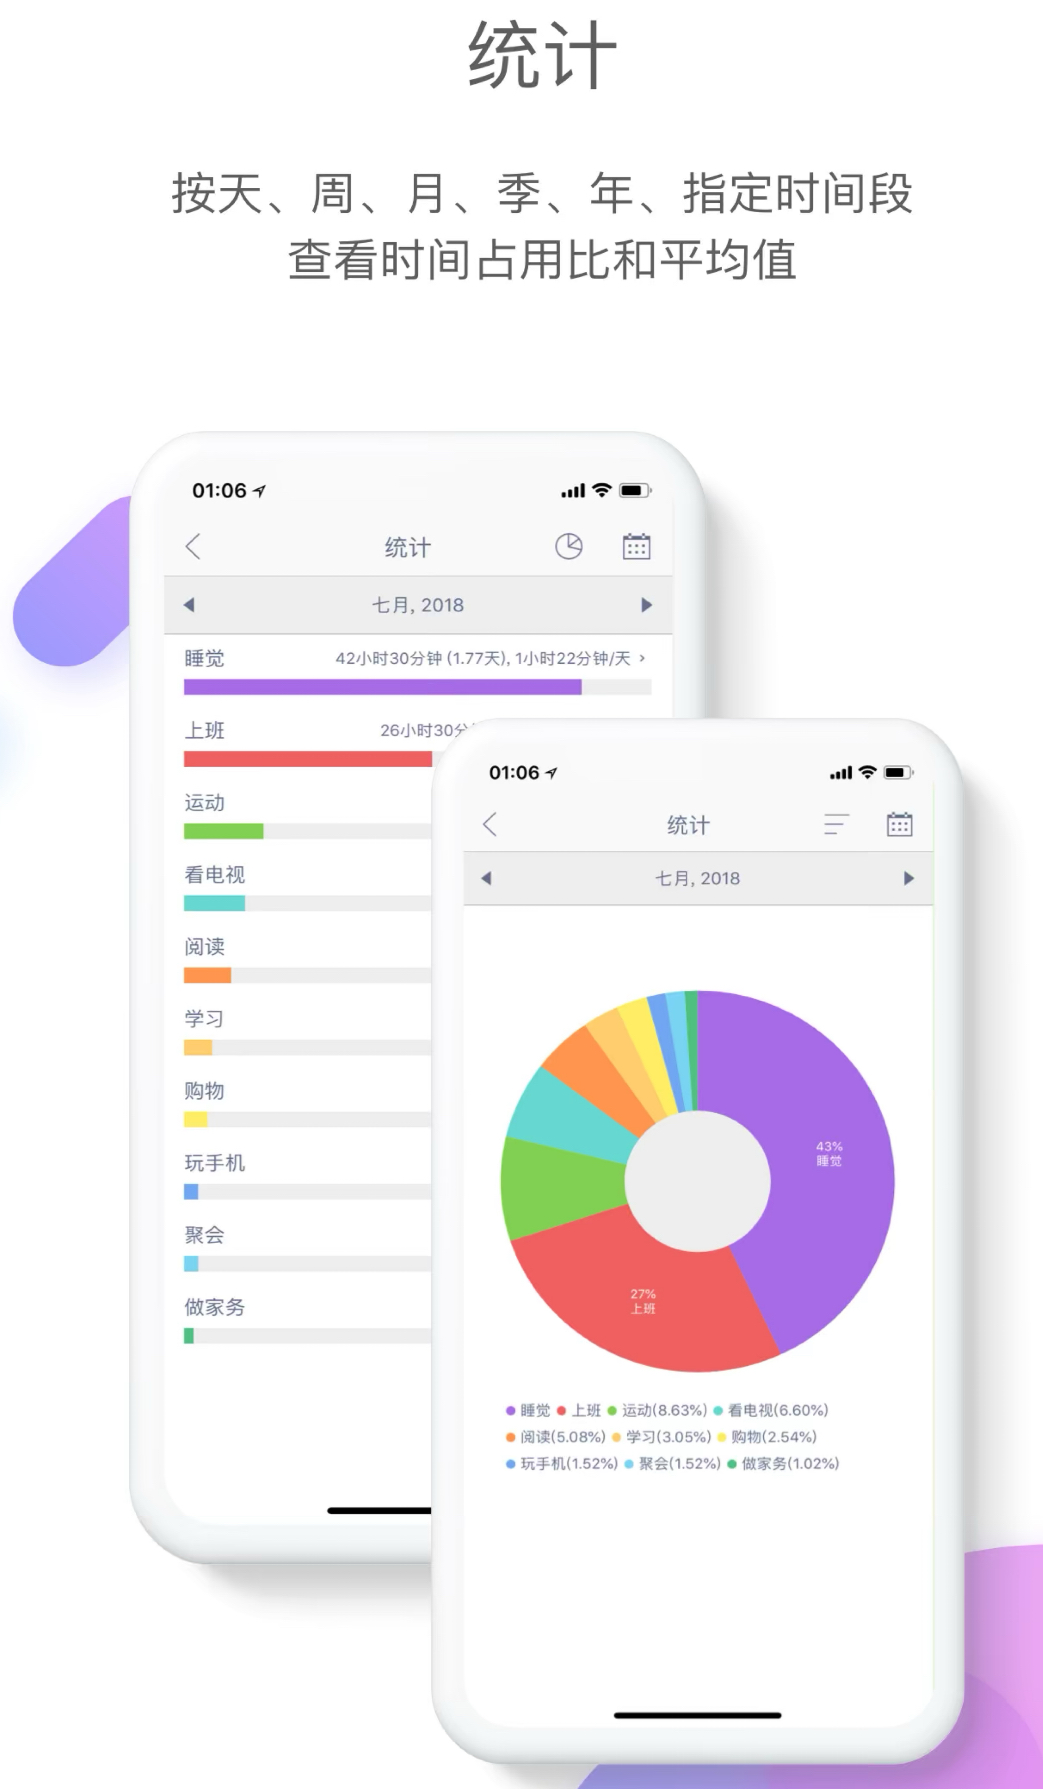 统计
按天、周、月、季、年、指定时间段
查看时间占用比和平均值
01:06
统计
七月, 2018
睡觉 42小时30分钟 (1.77天), 1小时22分钟/天 ›
上班 26小时30分
运动
看电视
阅读
学习
购物
玩手机
聚会
做家务
01:06
统计
七月, 2018
43%
睡觉
27%
上班
睡觉 上班 运动(8.63%) 看电视(6.60%)
阅读(5.08%) 学习(3.05%) 购物(2.54%)
玩手机(1.52%) 聚会(1.52%) 做家务(1.02%)